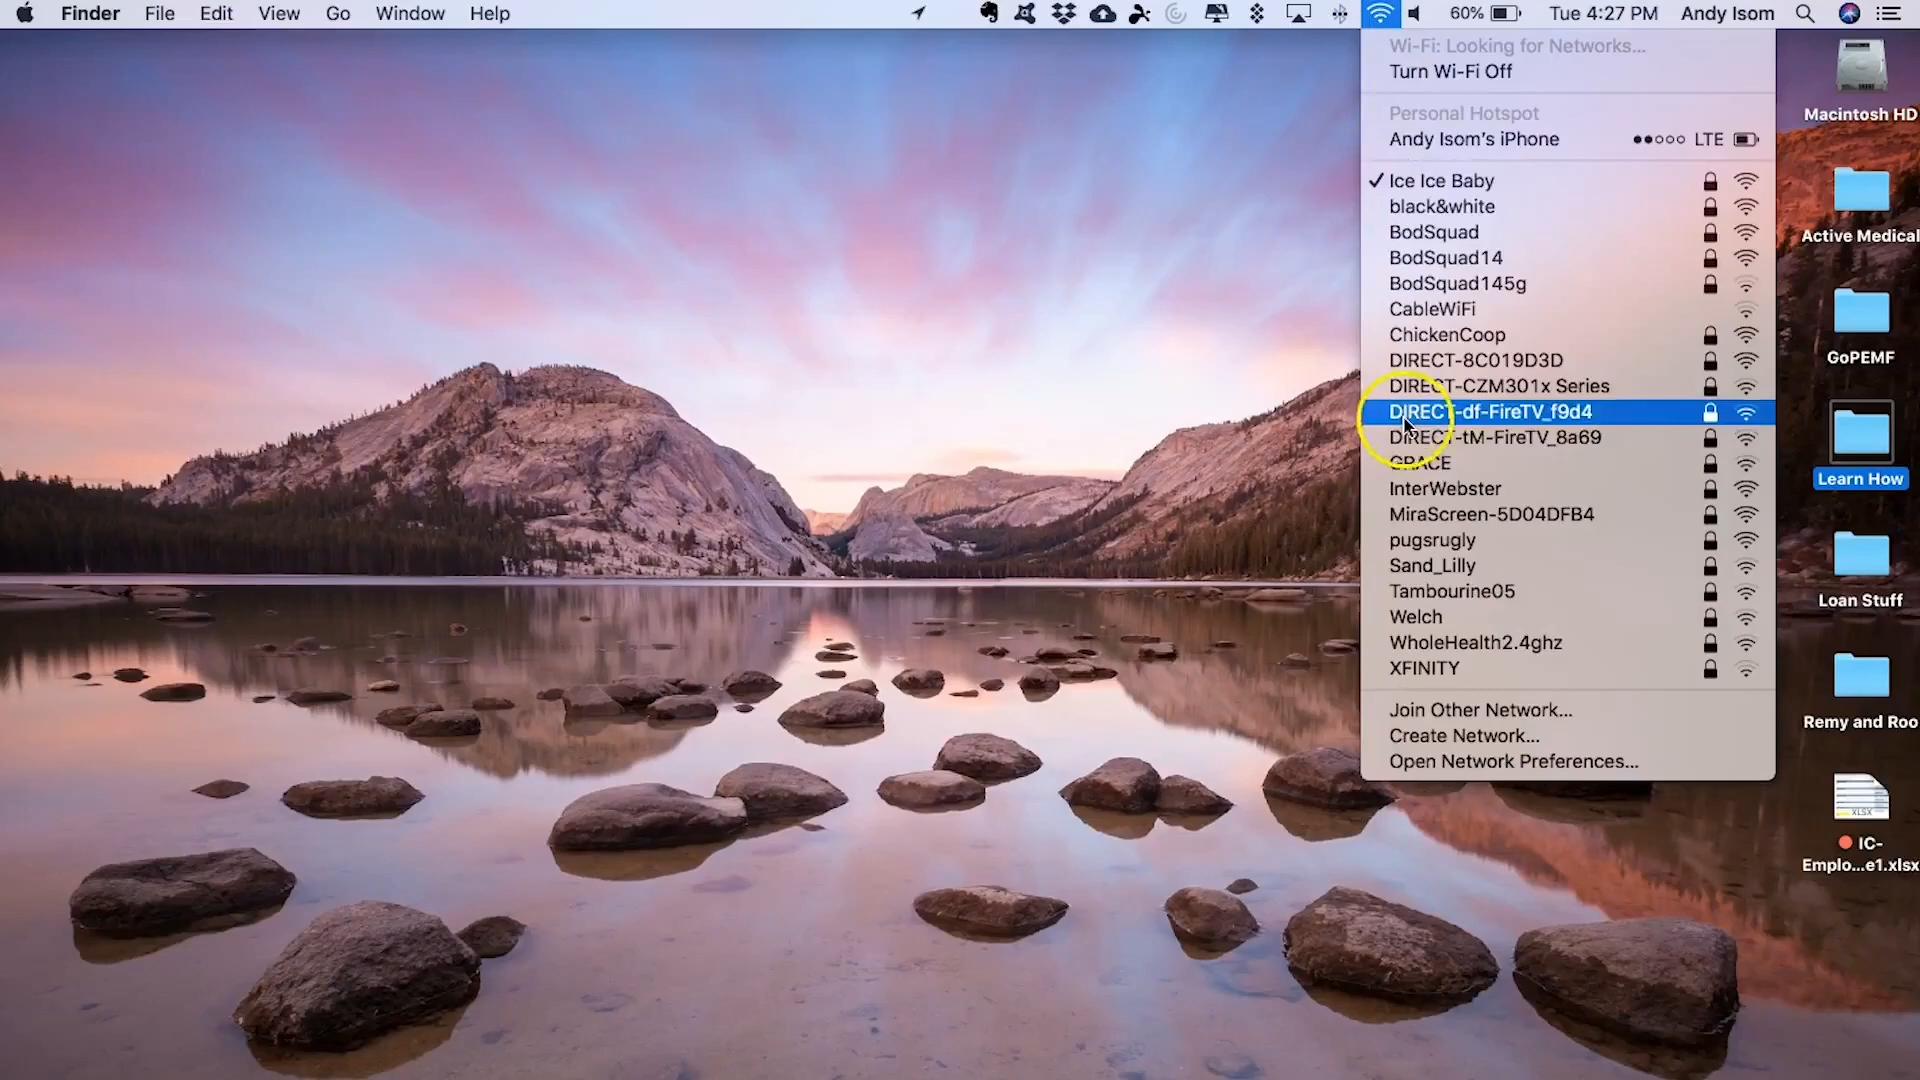 Finder File Edit View Go Window Help 60% Tue 4:27 PM Andy Isom
Wi-Fi: Looking for Networks...
Turn Wi-Fi Off
Personal Hotspot
Andy Isom's iPhone LTE
✓ Ice Ice Baby
black&white
BodSquad
BodSquad14
BodSquad145g
CableWiFi
ChickenCoop
DIRECT-8C019D3D
DIRECT-CZM301x Series
DIRECT-df-FireTV_f9d4
DIRECT-tM-FireTV_8a69
GRACE
InterWebster
MiraScreen-5D04DFB4
pugsrugly
Sand_Lilly
Tambourine05
Welch
WholeHealth2.4ghz
XFINITY
Join Other Network...
Create Network...
Open Network Preferences...
Macintosh HD
Active Medical
GoPEMF
Learn How
Loan Stuff
Remy and Roo
XLSX
IC-
Emplo...e1.xlsx